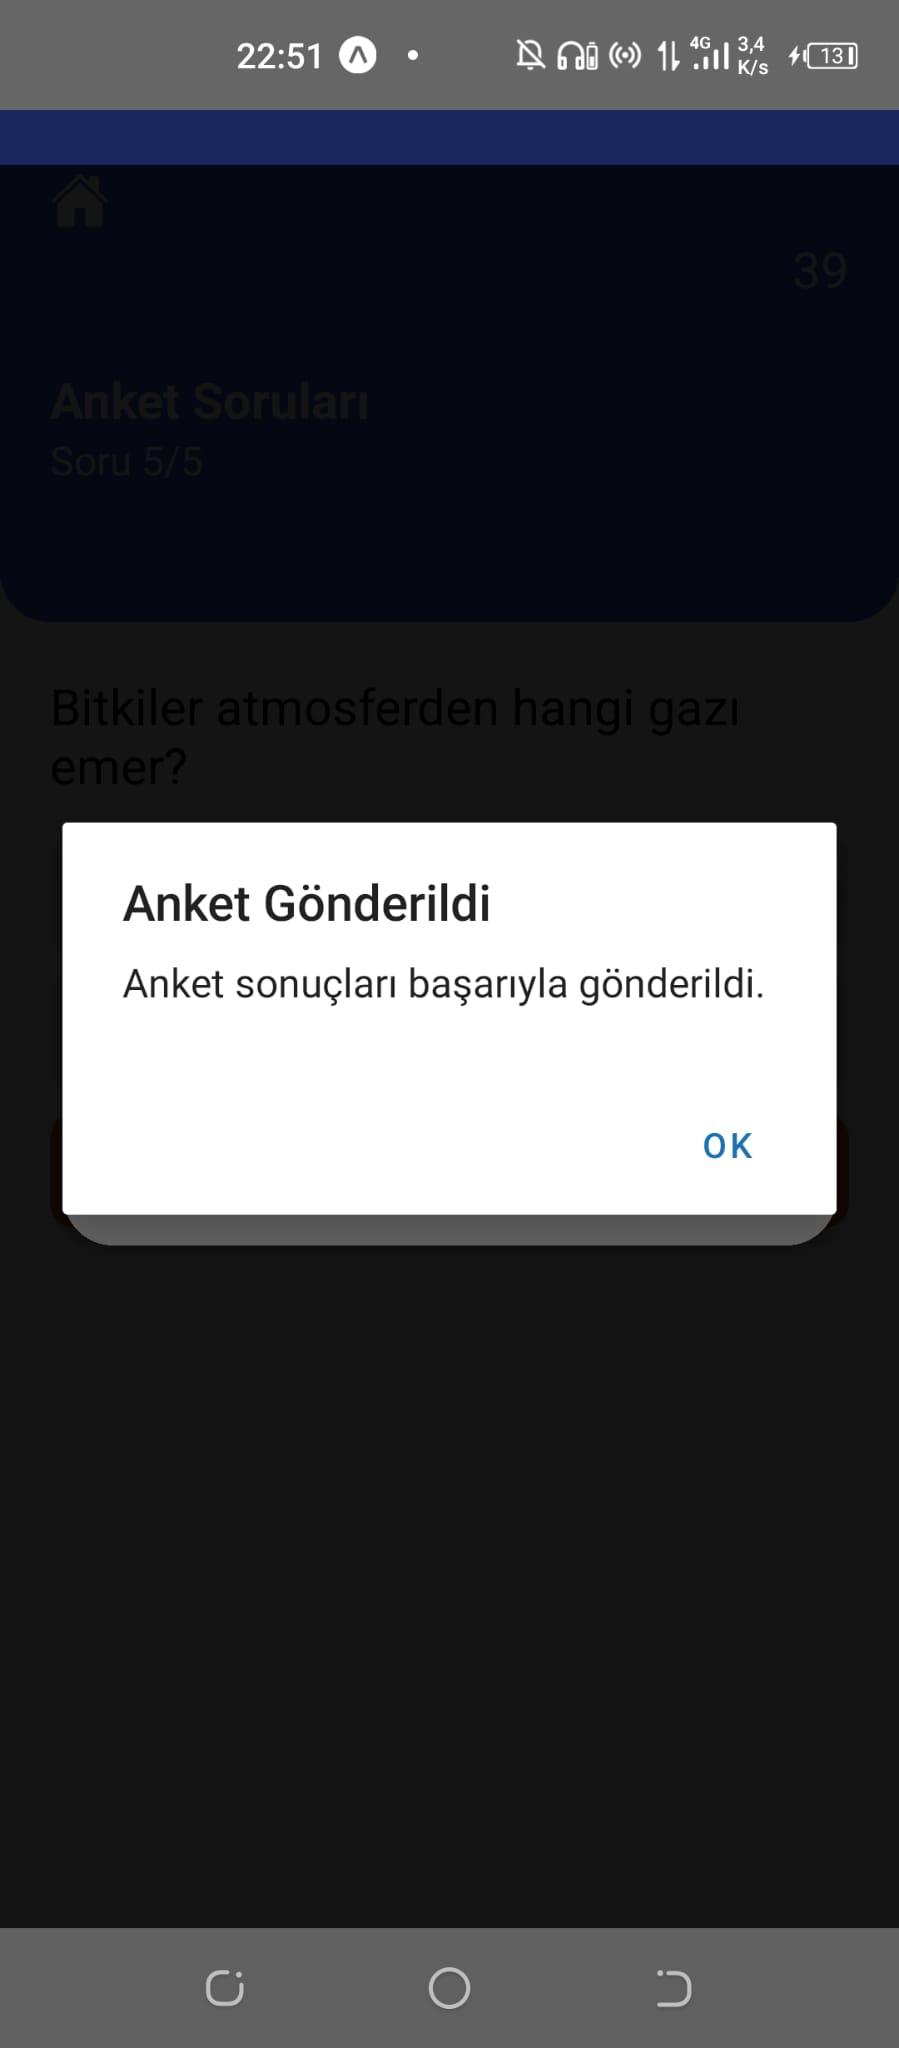 22:51
4G
3,4
K/s
13
39
Anket Soruları
Soru 5/5
Bitkiler atmosferden hangi gazı
emer?
Anket Gönderildi
Anket sonuçları başarıyla gönderildi.
OK